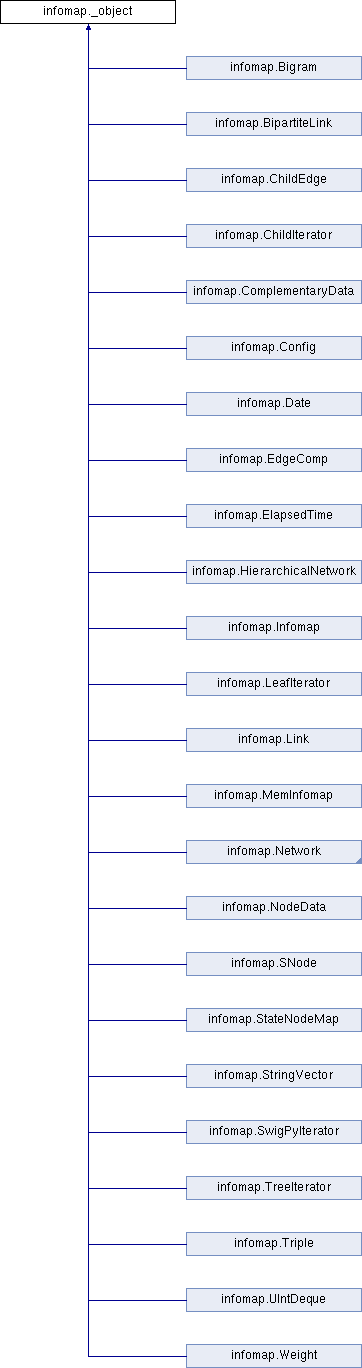 infomap._object
infomap.Bigram
infomap.BipartiteLink
infomap.ChildEdge
infomap.ChildIterator
infomap.ComplementaryData
infomap.Config
infomap.Date
infomap.EdgeComp
infomap.ElapsedTime
infomap.HierarchicalNetwork
infomap.Infomap
infomap.LeafIterator
infomap.Link
infomap.MemInfomap
infomap.Network
infomap.NodeData
infomap.SNode
infomap.StateNodeMap
infomap.StringVector
infomap.SwigPyIterator
infomap.TreeIterator
infomap.Triple
infomap.UIntDeque
infomap.Weight